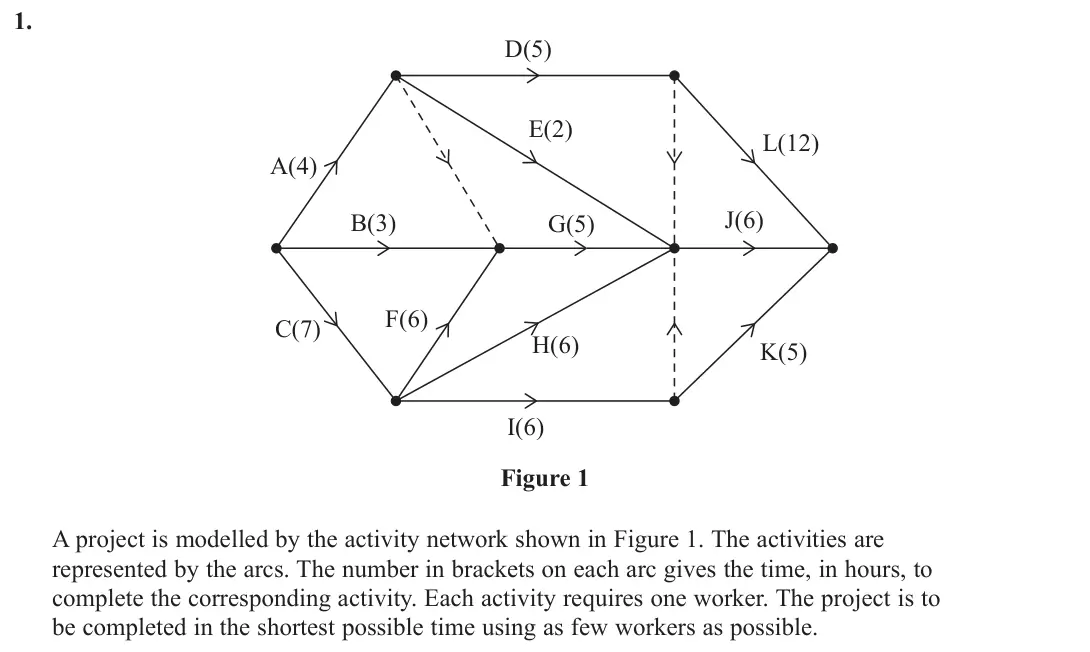 1.
D(5)
E(2)
L(12)
A(4)
B(3)
G(5)
J(6)
C(7)
F(6)
H(6)
K(5)
I(6)
Figure 1
A project is modelled by the activity network shown in Figure 1. The activities are
represented by the arcs. The number in brackets on each arc gives the time, in hours, to
complete the corresponding activity. Each activity requires one worker. The project is to
be completed in the shortest possible time using as few workers as possible.